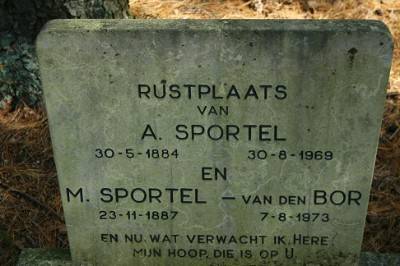 RUSTPLAATS
VAN
A. SPORTEL
30-5-1884 30-8-1969
EN
M. SPORTEL - VAN DEN BOR
23-11-1887 7-8-1973
EN NU, WAT VERWACHT IK, HERE
MIJN HOOP, DIE IS OP U.